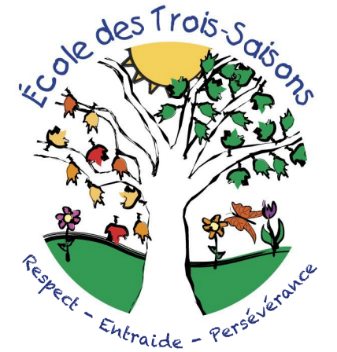 École des Trois-Saisons
Respect - Entraide - Persévérance